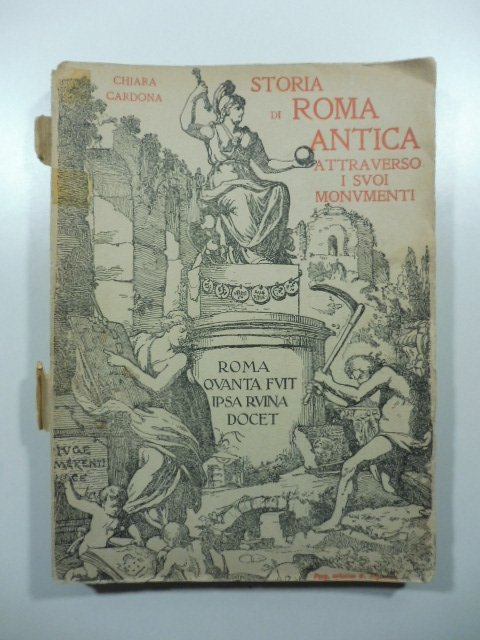 CHIARA
CARDONA
STORIA
DI ROMA
ANTICA
ATTRAVERSO
I SVOI
MONVMENTI
ROMA
QVANTA FVIT
IPSA RVINA
DOCET